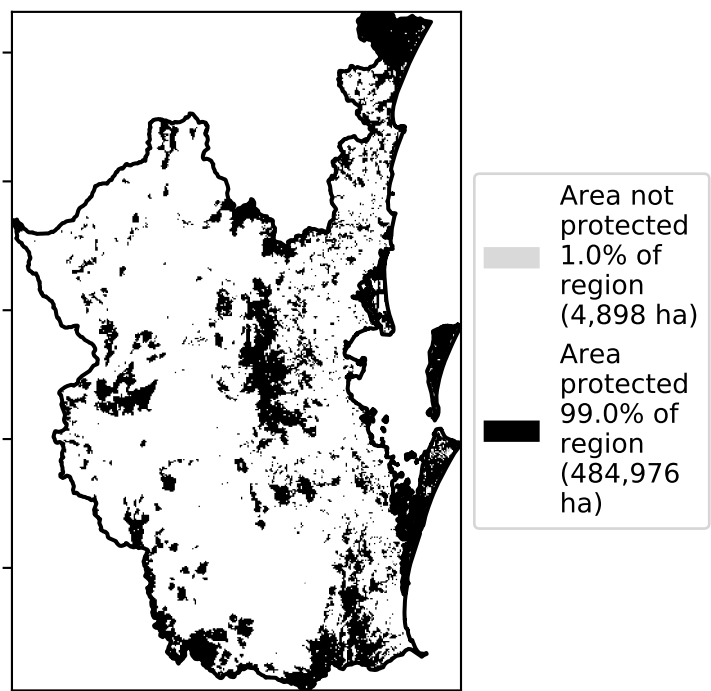 Area not
protected
1.0% of
region
(4,898 ha)
Area
protected
99.0% of
region
(484,976
ha)